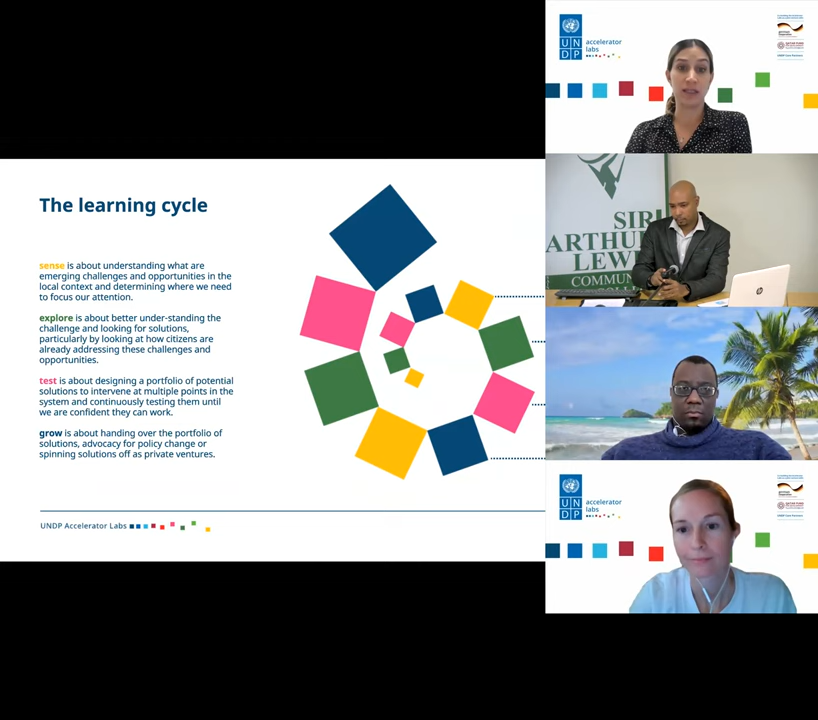 The learning cycle
sense is about understanding what are
emerging challenges and opportunities in the
local context and determining where we need
to focus our attention.
explore is about better under-standing the
challenge and looking for solutions,
particularly by looking at how citizens are
already addressing these challenges and
opportunities.
test is about designing a portfolio of potential
solutions to intervene at multiple points in the
system and continuously testing them until
we are confident they can work.
grow is about handing over the portfolio of
solutions, advocacy for policy change or
spinning solutions off as private ventures.
UNDP Accelerator Labs
U N
D P
accelerator
labs
SIR
ARTHUR
LEW
COMMUN
hp
U N
D P
accelerator
labs